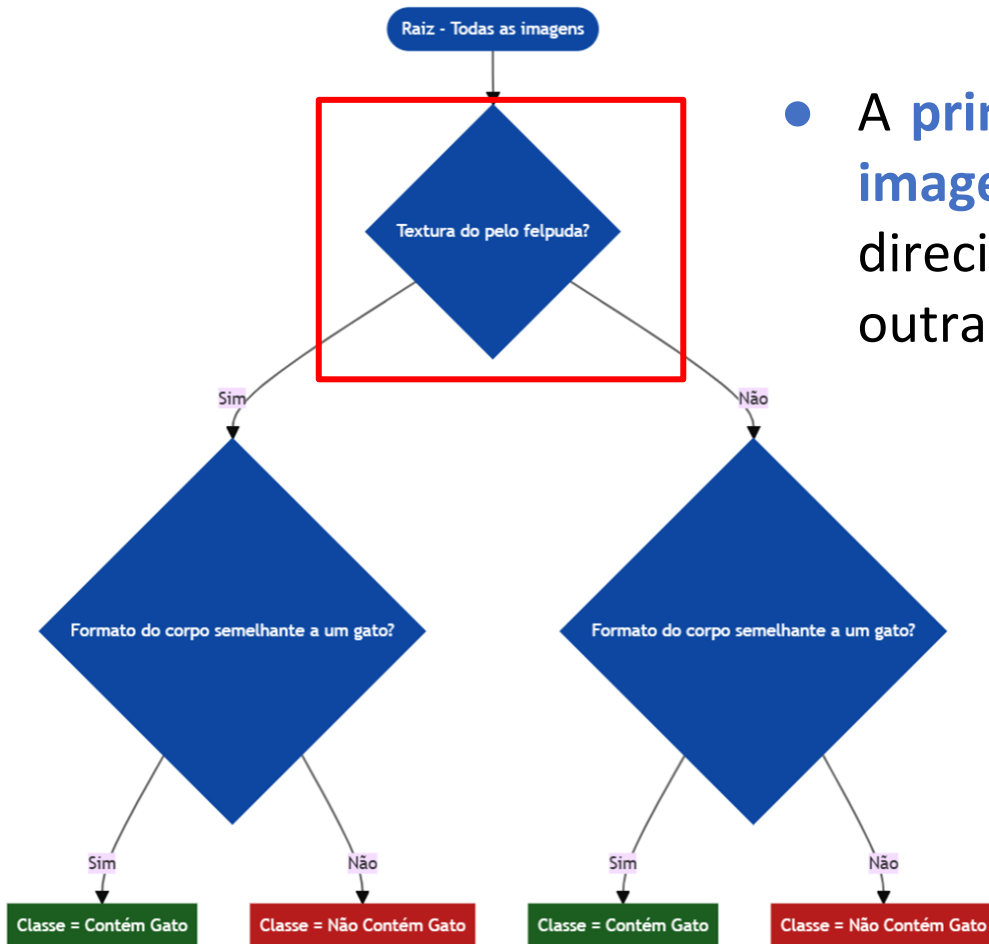 Raiz - Todas as imagens
Textura do pelo felpuda?
Sim
Não
Formato do corpo semelhante a um gato?
Formato do corpo semelhante a um gato?
Sim
Não
Sim
Não
Classe = Contém Gato
Classe = Não Contém Gato
Classe = Contém Gato
Classe = Não Contém Gato
● A
outra